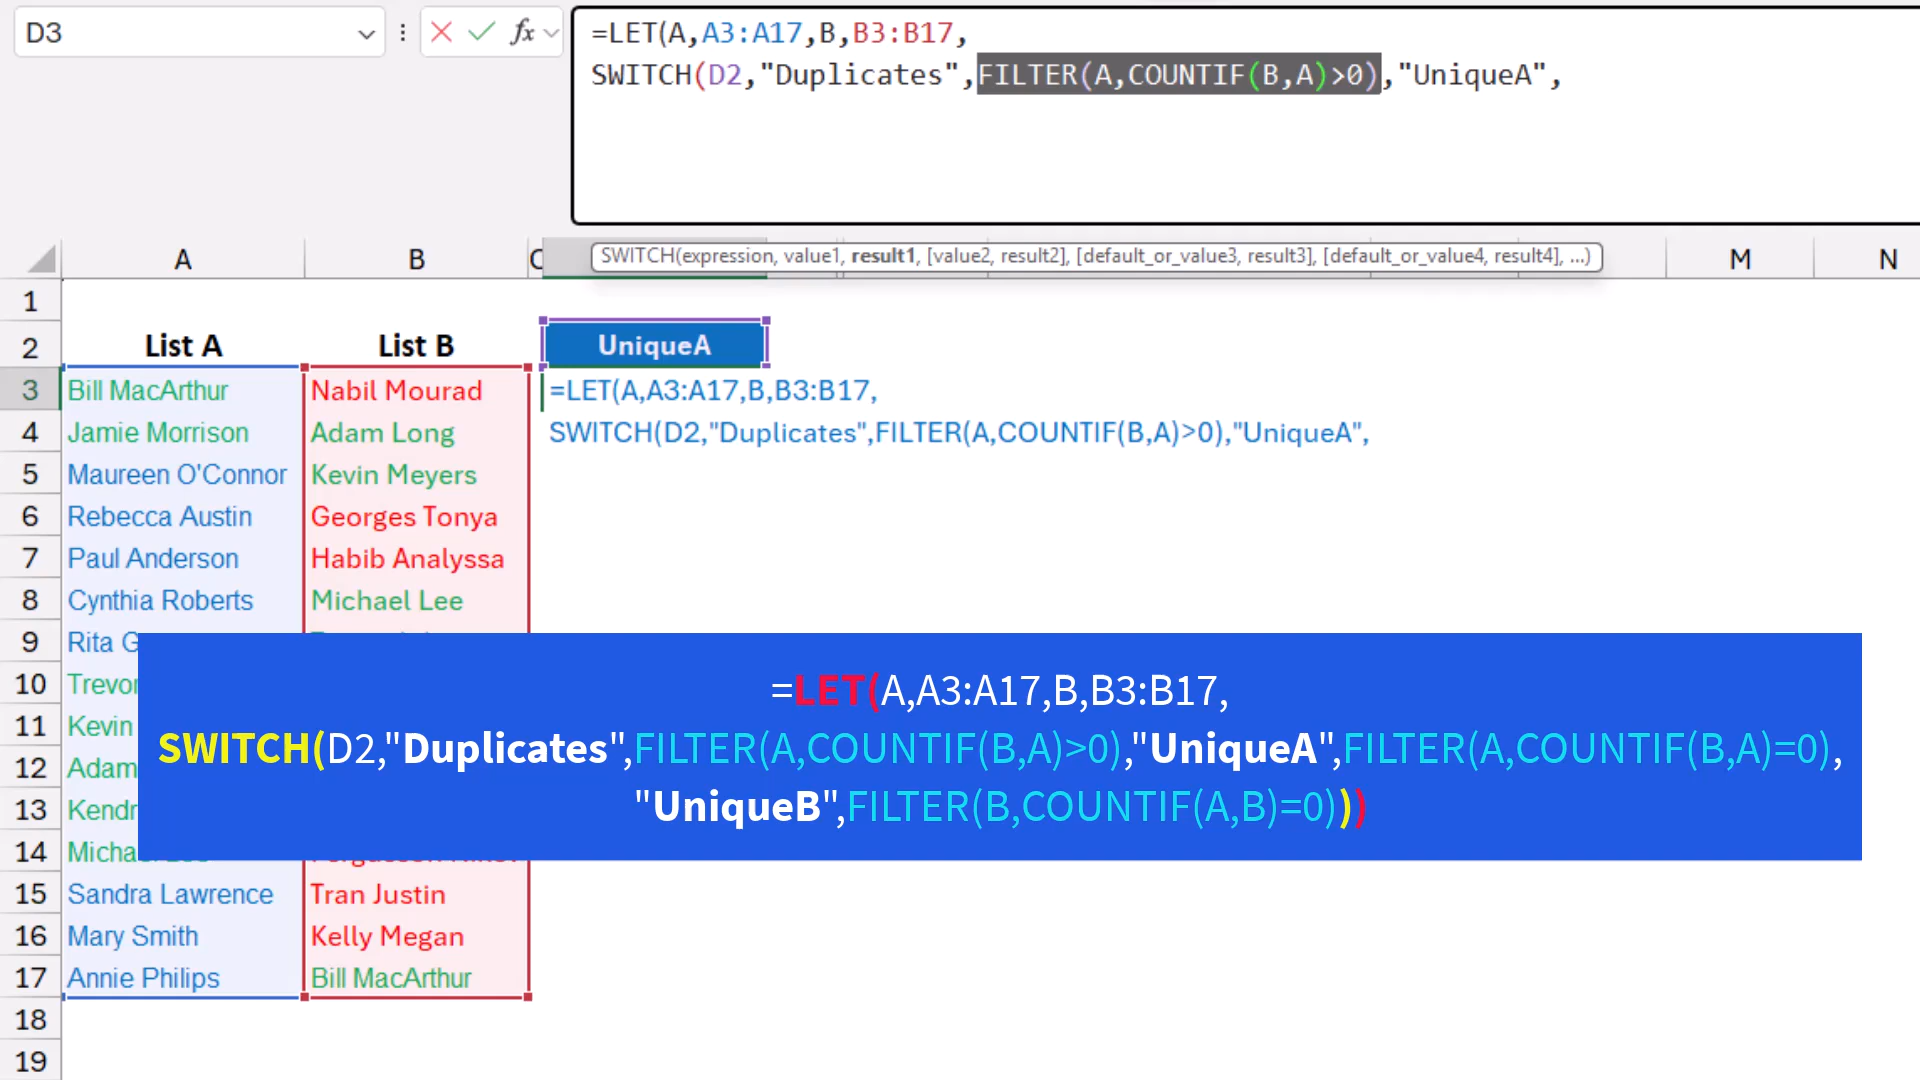 D3
fx
=LET(A,A3:A17,B,B3:B17,
SWITCH(D2,"Duplicates",FILTER(A,COUNTIF(B,A)>0),"UniqueA",
SWITCH(expression, value1, result1, [value2, result2], [default_or_value3, result3], [default_or_value4, result4], ...)
A B C M N
1
2 List A List B UniqueA
3 Bill MacArthur Nabil Mourad =LET(A,A3:A17,B,B3:B17,
4 Jamie Morrison Adam Long SWITCH(D2,"Duplicates",FILTER(A,COUNTIF(B,A)>0),"UniqueA",
5 Maureen O'Connor Kevin Meyers
6 Rebecca Austin Georges Tonya
7 Paul Anderson Habib Analyssa
8 Cynthia Roberts Michael Lee
9 Rita
10
11 Kevin
12 Adam
13
14
=LET(A,A3:A17,B,B3:B17,
SWITCH(D2,"Duplicates",FILTER(A,COUNTIF(B,A)>0),"UniqueA",FILTER(A,COUNTIF(B,A)=0),
"UniqueB",FILTER(B,COUNTIF(A,B)=0)))
15 Sandra Lawrence Tran Justin
16 Mary Smith Kelly Megan
17 Annie Philips Bill MacArthur
18
19